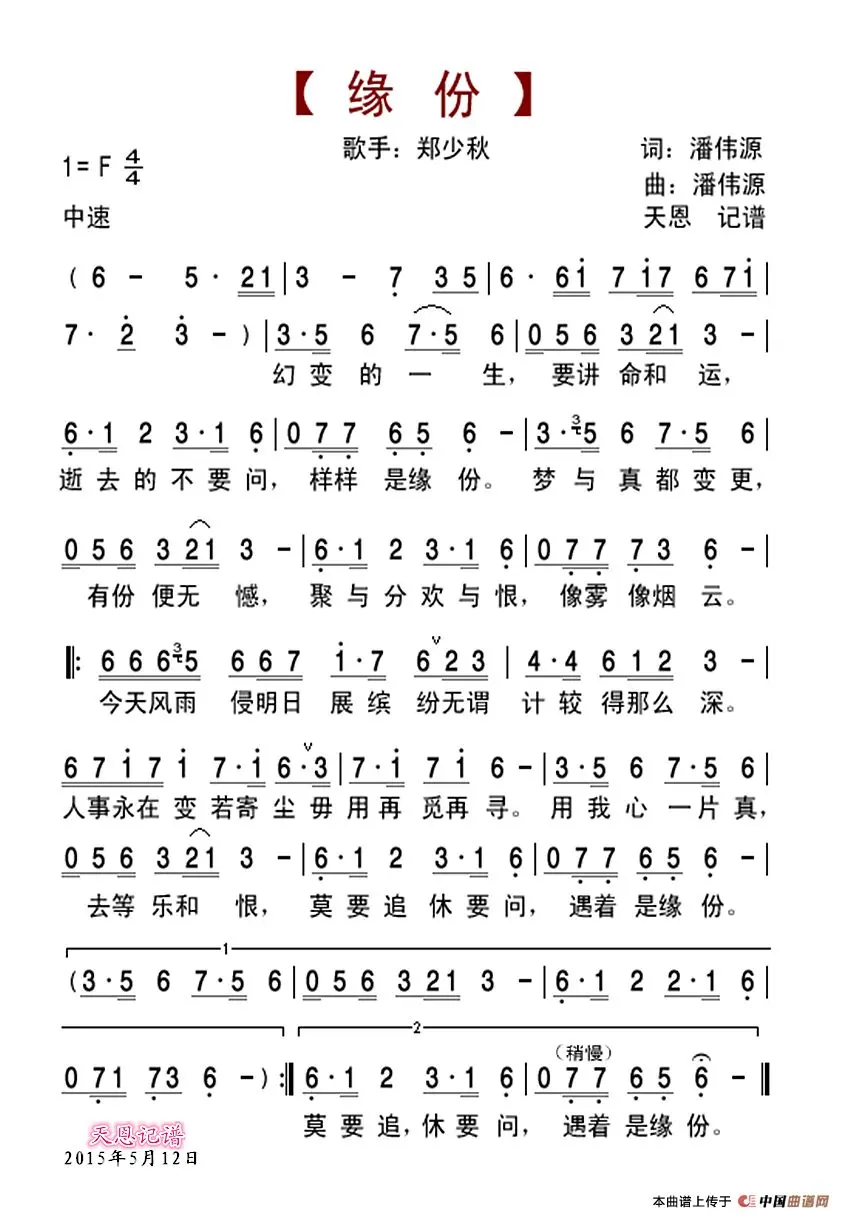 【 缘 份 】
歌手：郑少秋 词：潘伟源
1= F 4/4 曲：潘伟源
中速 天恩 记谱
( 6 - 5 · 21 | 3 - 7 35 | 6 · 61 717 671 |
7 · 2 3 - ) | 3·5 6 7·5 6 | 056 321 3 - |
幻变的一生，要讲命和运，
6·1 2 3·1 6 | 077 65 6 - | 3·35 6 7·5 6 |
逝去的不要问，样样是缘份。梦与真都变更，
056 321 3 - | 6·1 2 3·1 6 | 077 73 6 - |
有份便无憾，聚与分欢与恨，像雾像烟云。
‖: 66635 667 1·7 623 | 4·4 612 3 - |
今天风雨侵明日展缤纷无谓计较得那么深。
6717 1 7·1 6·3 | 7·1 71 6 - | 3·5 6 7·5 6 |
人事永在变若寄尘毋用再觅再寻。用我心一片真，
056 321 3 - | 6·1 2 3·1 6 | 077 65 6 - |
去等乐和恨，莫要追休要问，遇着是缘份。
1
(3·5 6 7·5 6 | 056 321 3 - | 6·1 2 2·1 6 |
2
（稍慢）
071 73 6 - ) :‖ 6·1 2 3·1 6 | 077 65 6 - ‖
莫要追，休要问，遇着是缘份。
天恩记谱
2015年5月12日
本曲谱上传于 中国曲谱网